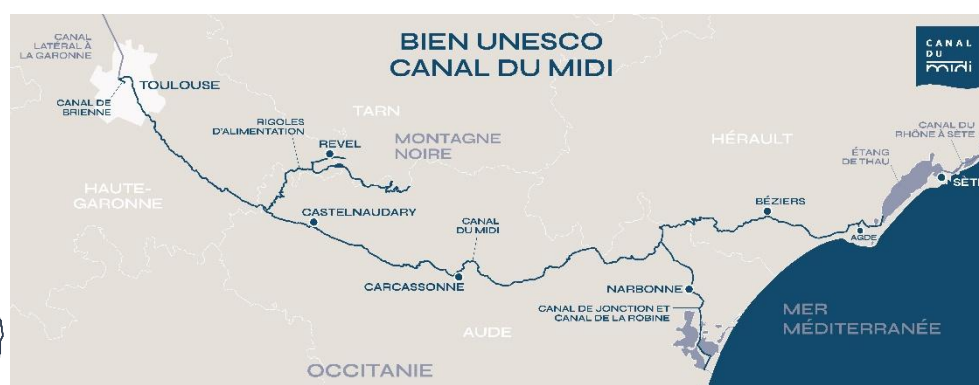 CANAL
LATÉRAL À
LA GARONNE
BIEN UNESCO
CANAL DU MIDI
CANAL
DU
midi
TOULOUSE
CANAL DE
BRIENNE
TARN
RIGOLES
D'ALIMENTATION
REVEL
MONTAGNE
NOIRE
HÉRAULT
CANAL DU
RHÔNE À SÈTE
ÉTANG
DE THAU
SÈT
HAUTE-
GARONNE
CASTELNAUDARY
CANAL
DU MIDI
BÉZIERS
AGDE
CARCASSONNE
NARBONNE
CANAL DE JONCTION ET
CANAL DE LA ROBINE
MER
MÉDITERRANÉE
AUDE
OCCITANIE